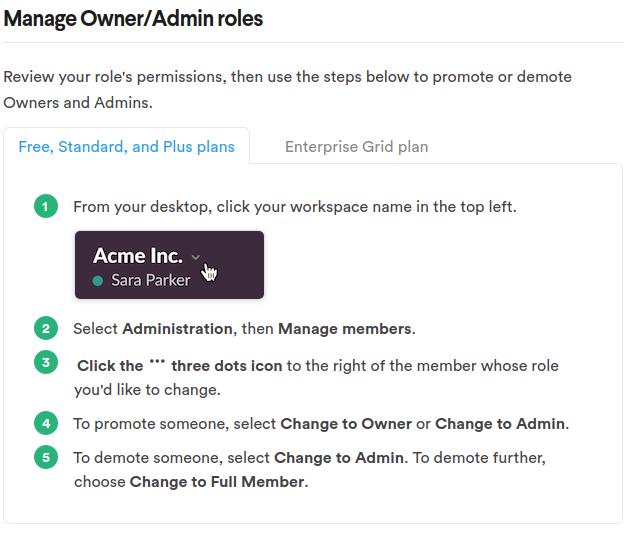 Manage Owner/Admin roles
Review your role's permissions, then use the steps below to promote or demote
Owners and Admins.
Free, Standard, and Plus plans
Enterprise Grid plan
1 From your desktop, click your workspace name in the top left.
Acme Inc.
Sara Parker
2 Select Administration, then Manage members.
3 Click the ••• three dots icon to the right of the member whose role
you'd like to change.
4 To promote someone, select Change to Owner or Change to Admin.
5 To demote someone, select Change to Admin. To demote further,
choose Change to Full Member.